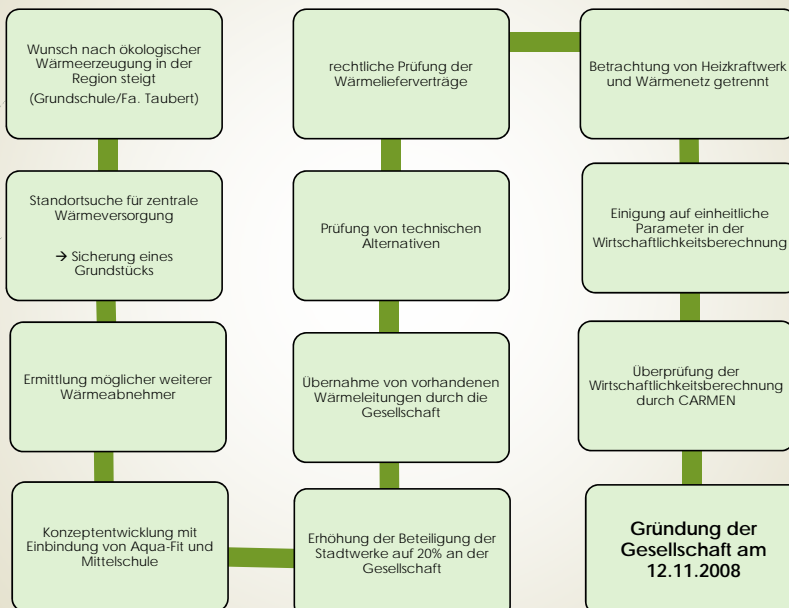 Wunsch nach ökologischer
Wärmeerzeugung in der
Region steigt
(Grundschule/Fa. Taubert)
Standortsuche für zentrale
Wärmeversorgung
→ Sicherung eines
Grundstücks
Ermittlung möglicher weiterer
Wärmeabnehmer
Konzeptentwicklung mit
Einbindung von Aqua-Fit und
Mittelschule
Erhöhung der Beteiligung der
Stadtwerke auf 20% an der
Gesellschaft
Übernahme von vorhandenen
Wärmeleitungen durch die
Gesellschaft
Prüfung von technischen
Alternativen
rechtliche Prüfung der
Wärmelieferverträge
Betrachtung von Heizkraftwerk
und Wärmenetz getrennt
Einigung auf einheitliche
Parameter in der
Wirtschaftlichkeitsberechnung
Überprüfung der
Wirtschaftlichkeitsberechnung
durch CARMEN
Gründung der
Gesellschaft am
12.11.2008